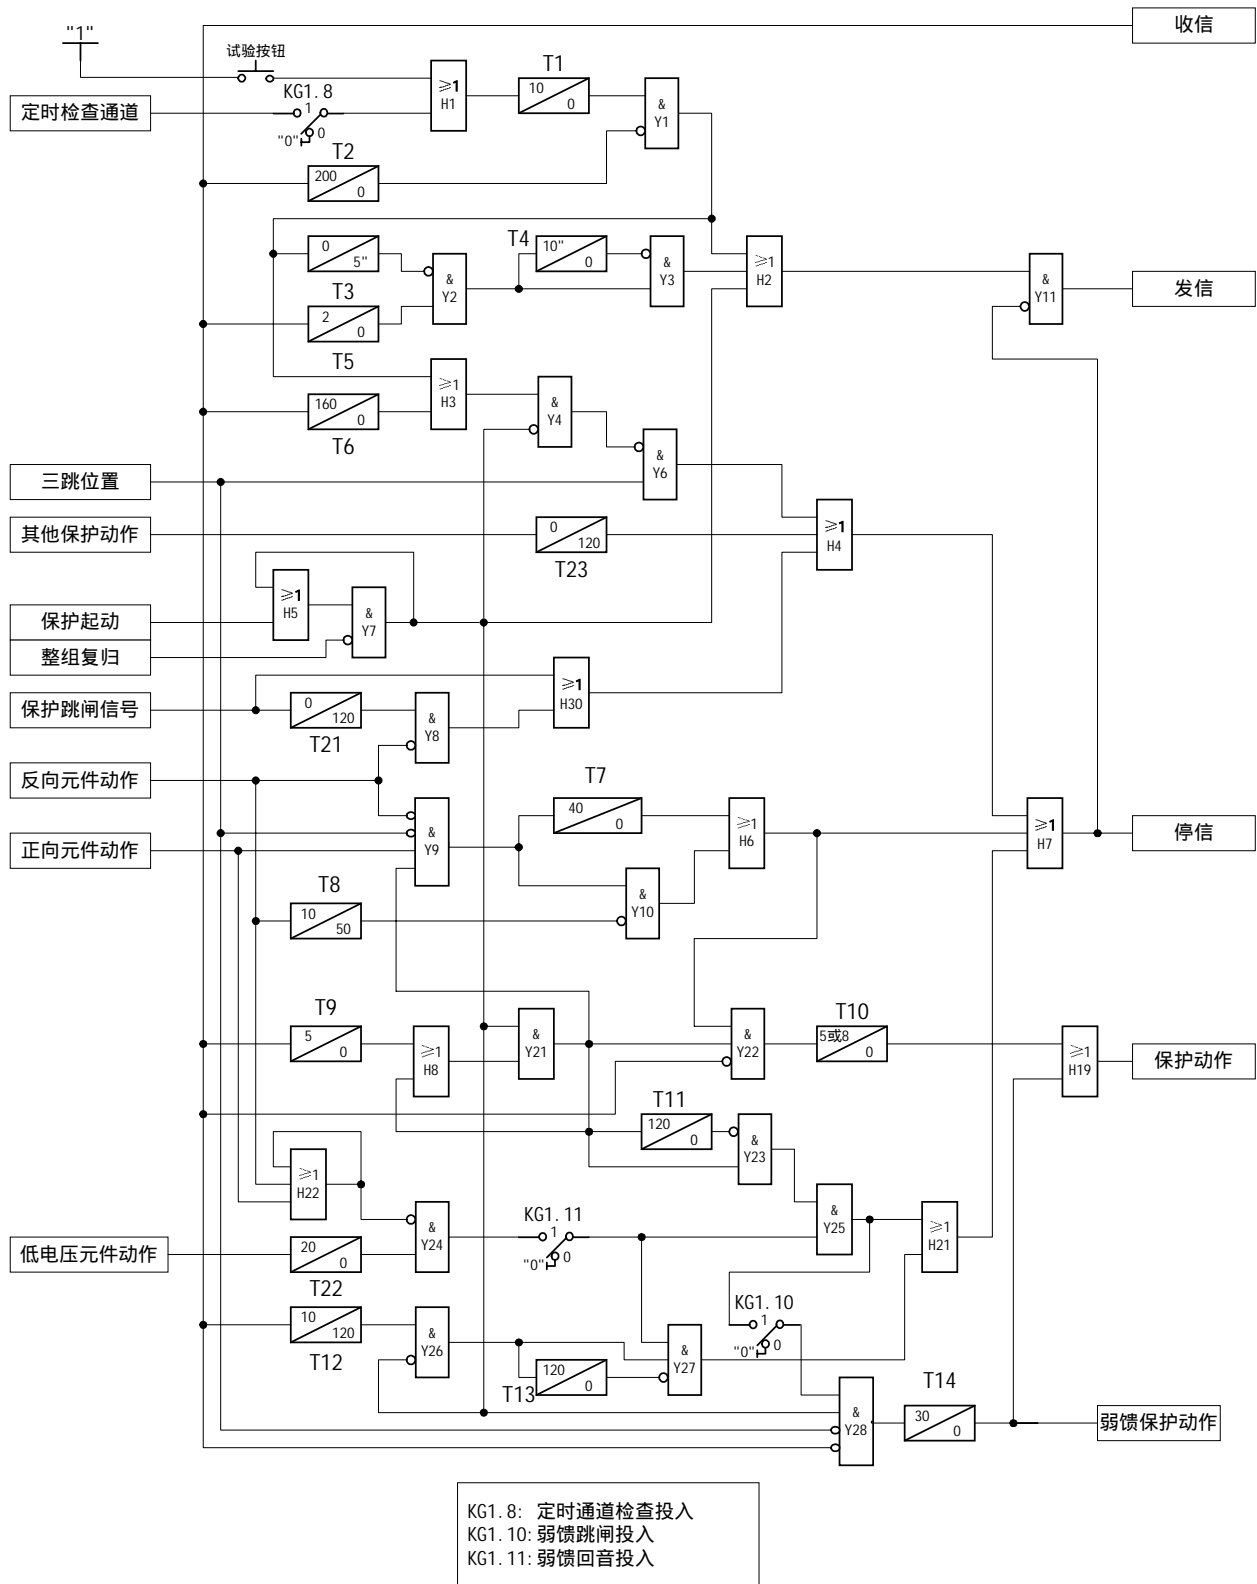 收信
"1"
试验按钮
KG1.8
1
0
"0"
定时检查通道
≥1
H1
T1
10
0
&
Y1
T2
200
0
0
5"
T3
&
Y2
T4
10"
0
&
Y3
≥1
H2
&
Y11
发信
2
0
T5
≥1
H3
160
0
T6
&
Y4
&
Y6
三跳位置
其他保护动作
0
120
T23
≥1
H4
保护起动
整组复归
≥1
H5
&
Y7
保护跳闸信号
0
120
T21
&
Y8
≥1
H30
反向元件动作
正向元件动作
&
Y9
T7
40
0
≥1
H6
≥1
H7
停信
T8
10
50
&
Y10
T9
5
0
≥1
H8
&
Y21
&
Y22
T10
5或8
0
≥1
H19
保护动作
T11
120
0
&
Y23
≥1
H22
低电压元件动作
20
0
T22
&
Y24
KG1.11
1
0
"0"
&
Y25
≥1
H21
10
120
T12
&
Y26
120
0
T13
&
Y27
KG1.10
1
0
"0"
&
Y28
T14
30
0
弱馈保护动作
KG1.8: 定时通道检查投入
KG1.10: 弱馈跳闸投入
KG1.11: 弱馈回音投入